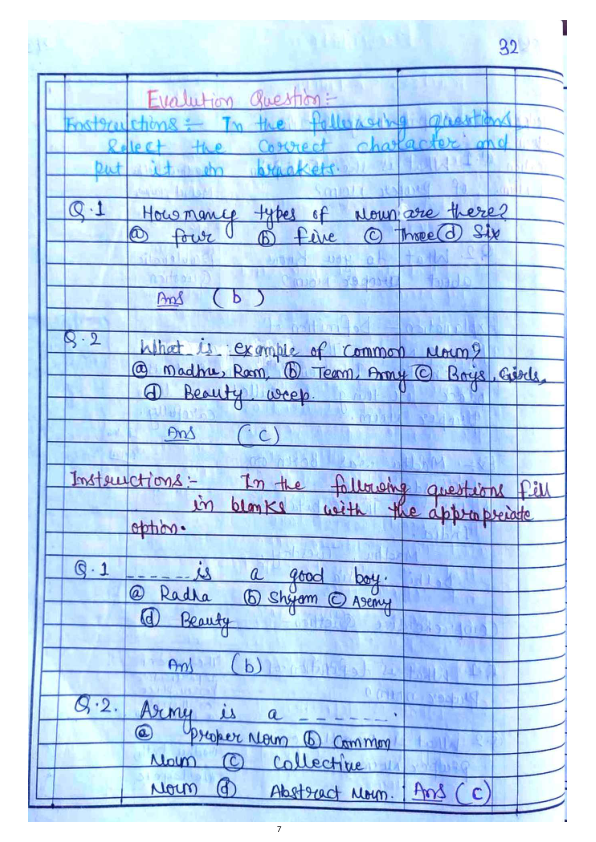 32
Evalution Question:-
Instructions:- In the following questions,
Select the correct character and
put it in brackets.
Q.1 How many types of Noun are there?
(a) four (b) five (c) Three (d) Six
Ans (b)
Q.2 What is example of common Noun?
(a) Madhu, Ram, (b) Team, Army (c) Boys, Girls,
(d) Beauty weep.
Ans (c)
Instructions:- In the following questions fill
in blanks with the appropriate
option.
Q.1 ______is a good boy.
(a) Radha (b) Shyam (c) Army
(d) Beauty
Ans (b)
Q.2. Army is a _______.
(a) proper Noun (b) Common
Noun (c) Collective
Noun (d) Abstract Noun. Ans (c)
7